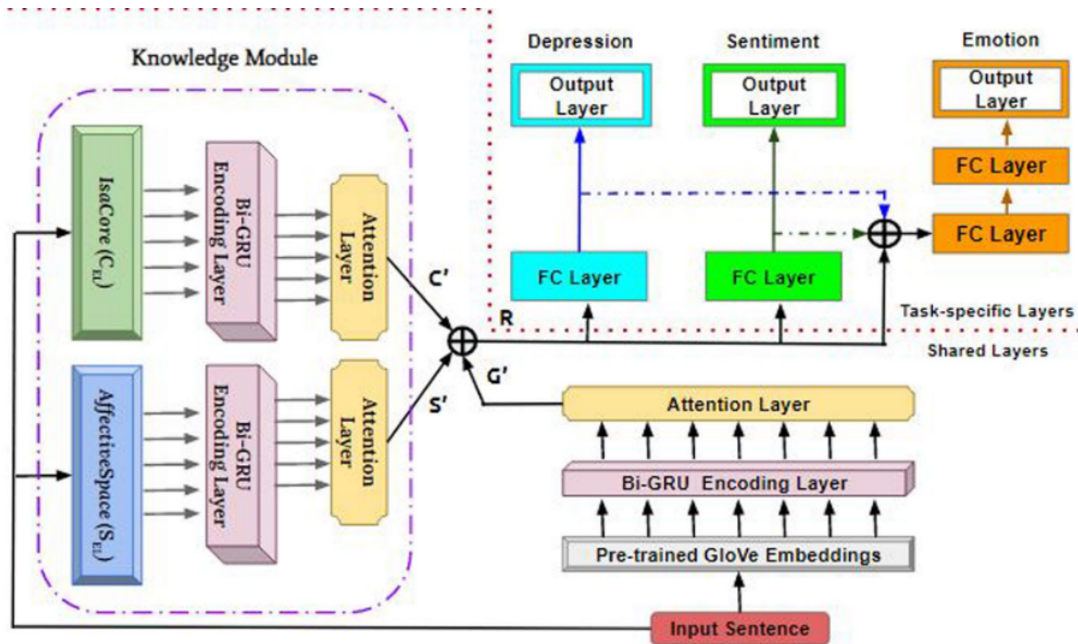 Knowledge Module
IsaCore (C_EL)
Bi-GRU
Encoding Layer
Attention
Layer
AffectiveSpace (S_EL)
Bi-GRU
Encoding Layer
Attention
Layer
C'
S'
G'
R
Depression
Output
Layer
FC Layer
Sentiment
Output
Layer
FC Layer
Emotion
Output
Layer
FC Layer
FC Layer
Task-specific Layers
Shared Layers
Attention Layer
Bi-GRU Encoding Layer
Pre-trained GloVe Embeddings
Input Sentence